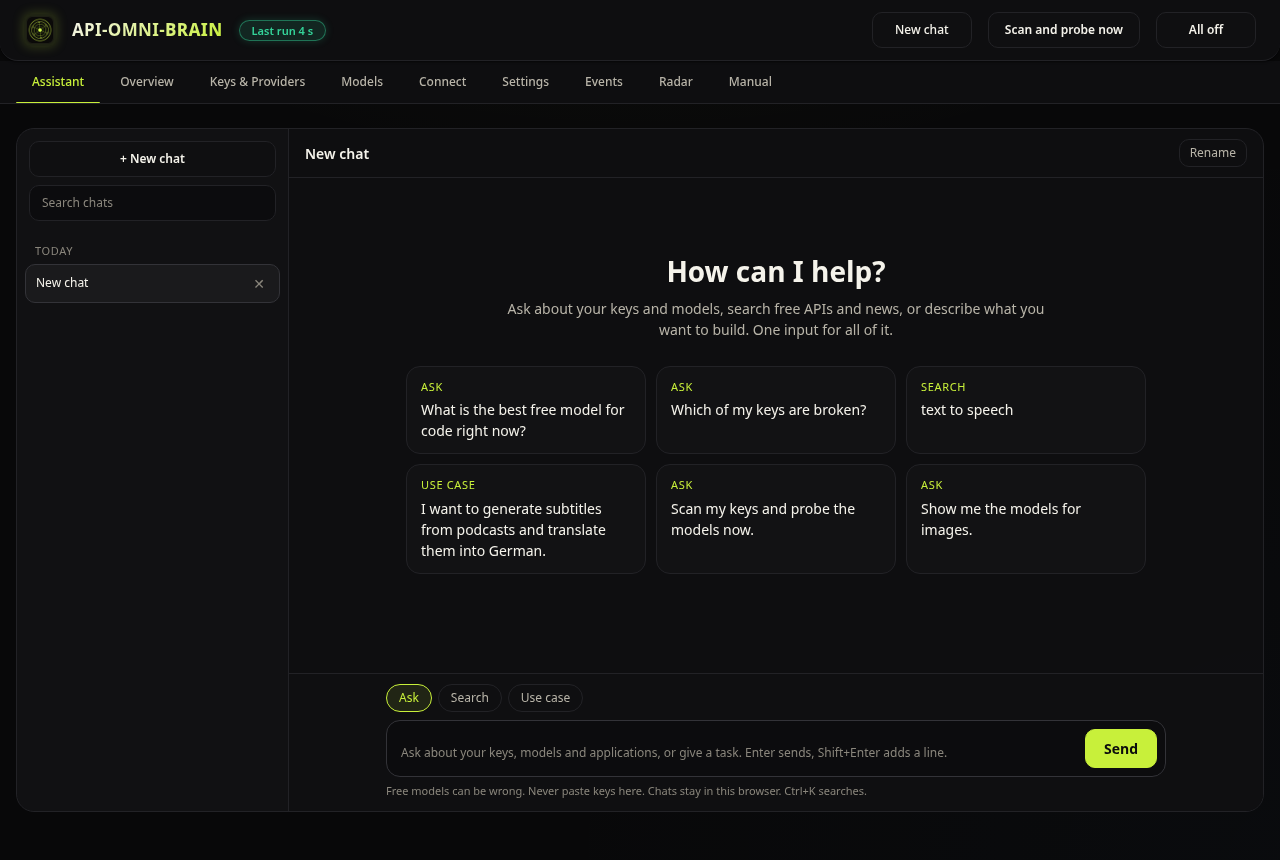 API-OMNI-BRAIN
Last run 4 s
New chat
Scan and probe now
All off
Assistant
Overview
Keys & Providers
Models
Connect
Settings
Events
Radar
Manual
+ New chat
Search chats
TODAY
New chat
×
New chat
Rename
How can I help?
Ask about your keys and models, search free APIs and news, or describe what you
want to build. One input for all of it.
ASK
What is the best free model for
code right now?
ASK
Which of my keys are broken?
SEARCH
text to speech
USE CASE
I want to generate subtitles
from podcasts and translate
them into German.
ASK
Scan my keys and probe the
models now.
ASK
Show me the models for
images.
Ask
Search
Use case
Ask about your keys, models and applications, or give a task. Enter sends, Shift+Enter adds a line.
Send
Free models can be wrong. Never paste keys here. Chats stay in this browser. Ctrl+K searches.